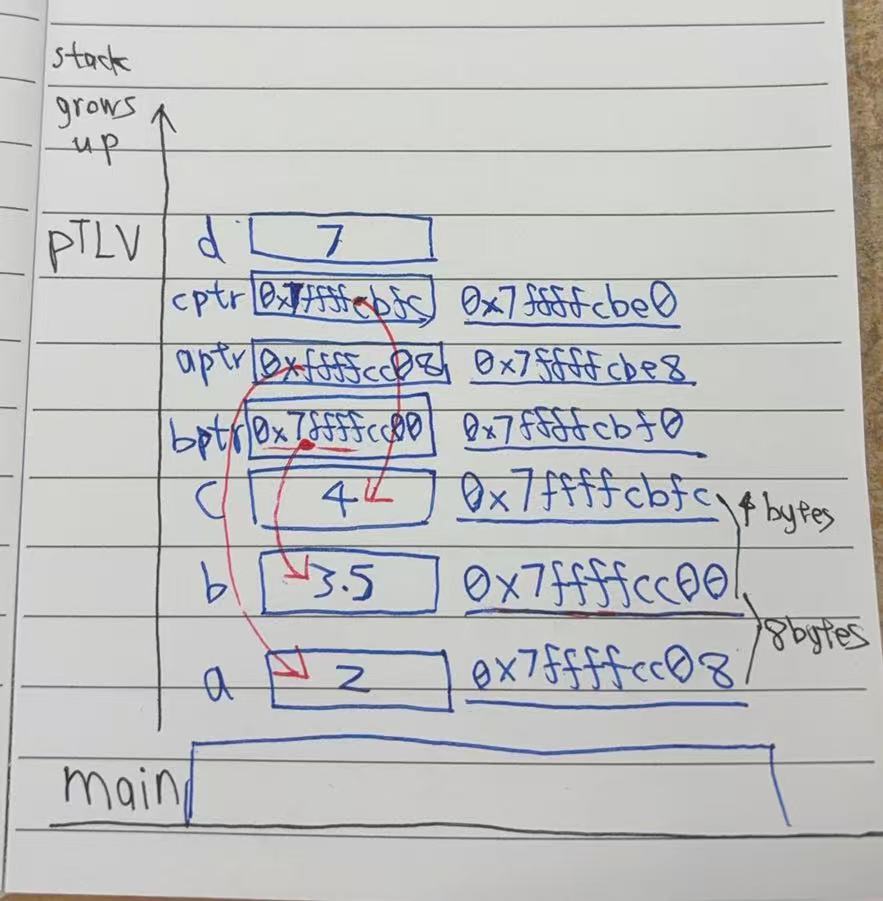 stack
grows
up
pTLV d 7
cptr 0x7ffffcbfc 0x7ffffcbe0
aptr 0xffffcc08 0x7ffffcbe8
bptr 0x7ffffcc00 0x7ffffcbf0
c 4 0x7ffffcbfc 4 bytes
b 3.5 0x7ffffcc00
8bytes
a 2 0x7ffffcc08
main